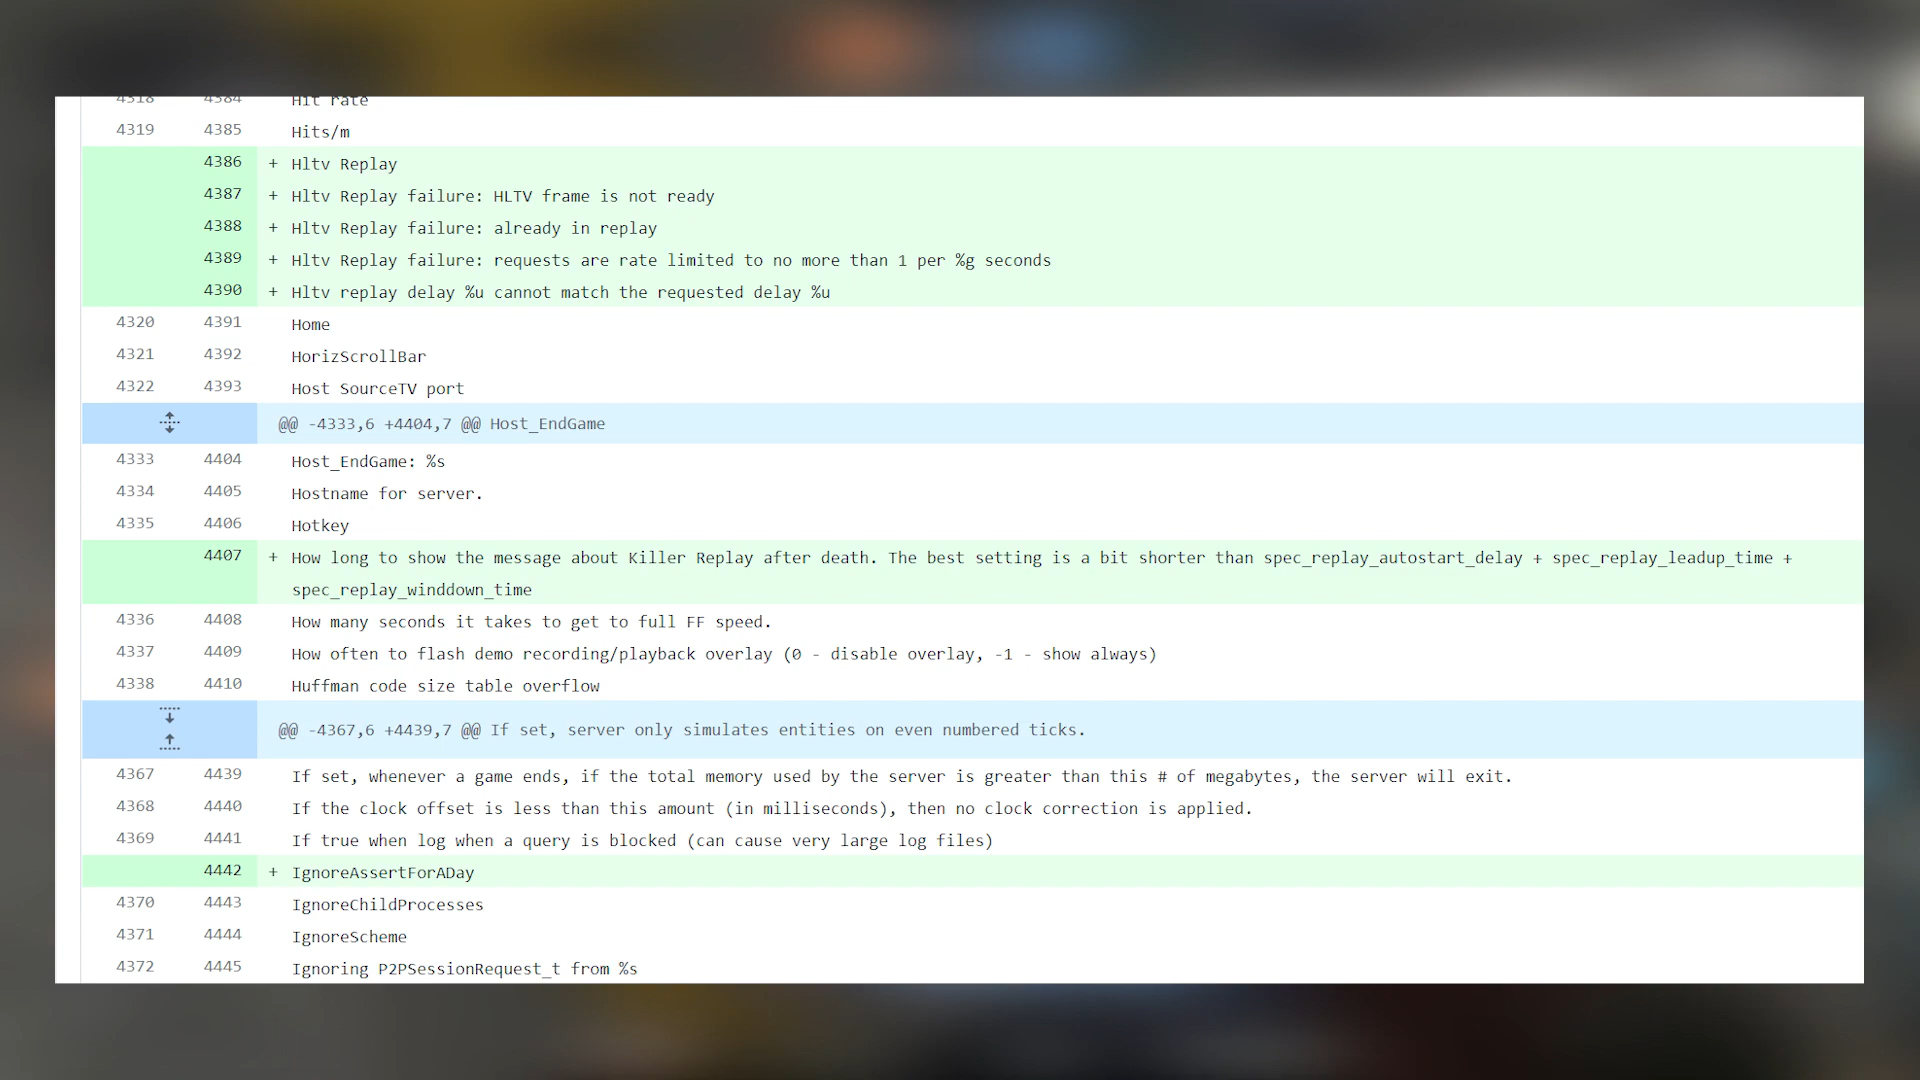 4318 4384 Hit rate
4319 4385 Hits/m
4386 + Hltv Replay
4387 + Hltv Replay failure: HLTV frame is not ready
4388 + Hltv Replay failure: already in replay
4389 + Hltv Replay failure: requests are rate limited to no more than 1 per %g seconds
4390 + Hltv replay delay %u cannot match the requested delay %u
4320 4391 Home
4321 4392 HorizScrollBar
4322 4393 Host SourceTV port
@@ -4333,6 +4404,7 @@ Host_EndGame
4333 4404 Host_EndGame: %s
4334 4405 Hostname for server.
4335 4406 Hotkey
4407 + How long to show the message about Killer Replay after death. The best setting is a bit shorter than spec_replay_autostart_delay + spec_replay_leadup_time +
spec_replay_winddown_time
4336 4408 How many seconds it takes to get to full FF speed.
4337 4409 How often to flash demo recording/playback overlay (0 - disable overlay, -1 - show always)
4338 4410 Huffman code size table overflow
@@ -4367,6 +4439,7 @@ If set, server only simulates entities on even numbered ticks.
4367 4439 If set, whenever a game ends, if the total memory used by the server is greater than this # of megabytes, the server will exit.
4368 4440 If the clock offset is less than this amount (in milliseconds), then no clock correction is applied.
4369 4441 If true when log when a query is blocked (can cause very large log files)
4442 + IgnoreAssertForADay
4370 4443 IgnoreChildProcesses
4371 4444 IgnoreScheme
4372 4445 Ignoring P2PSessionRequest_t from %s